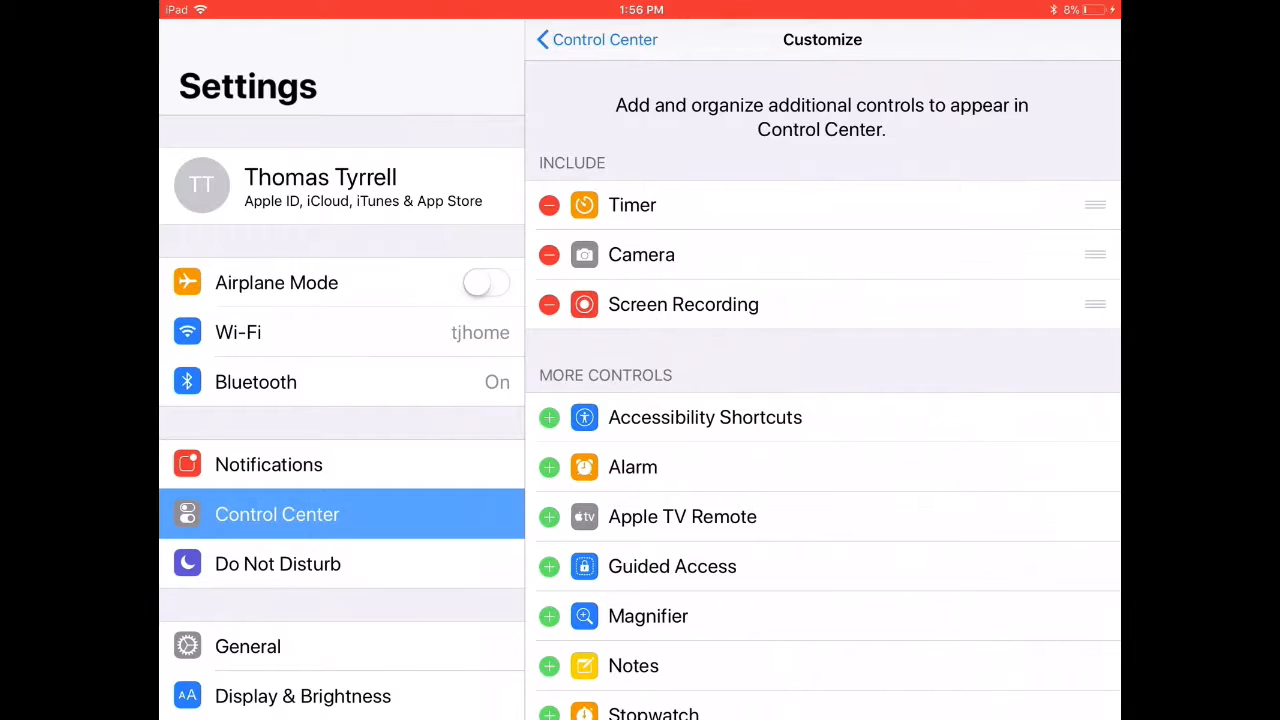 iPad 1:56 PM 8%
Settings
TT
Thomas Tyrrell
Apple ID, iCloud, iTunes & App Store
Airplane Mode
Wi-Fi tjhome
Bluetooth On
Notifications
Control Center
Do Not Disturb
General
AA Display & Brightness
Control Center Customize
Add and organize additional controls to appear in
Control Center.
INCLUDE
Timer
Camera
Screen Recording
MORE CONTROLS
Accessibility Shortcuts
Alarm
tv Apple TV Remote
Guided Access
Magnifier
Notes
Stopwatch